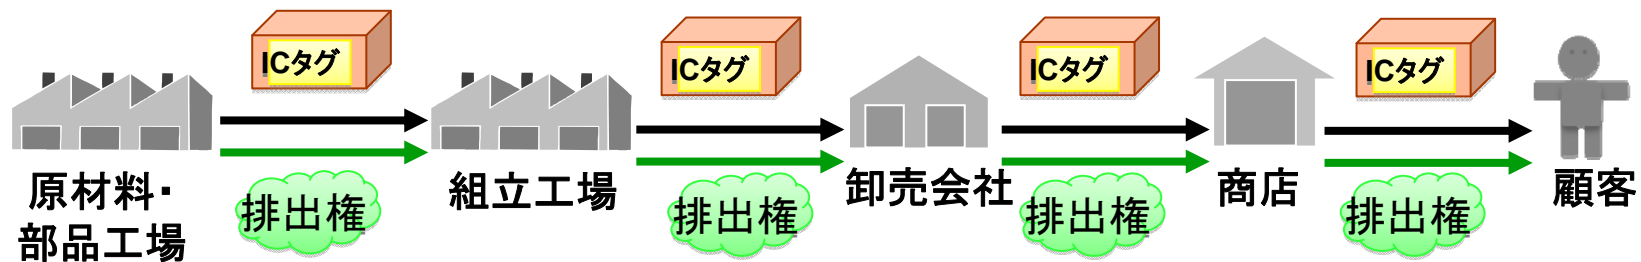 ICタグ
ICタグ
ICタグ
ICタグ
原材料・
部品工場
組立工場
卸売会社
商店
顧客
排出権
排出権
排出権
排出権